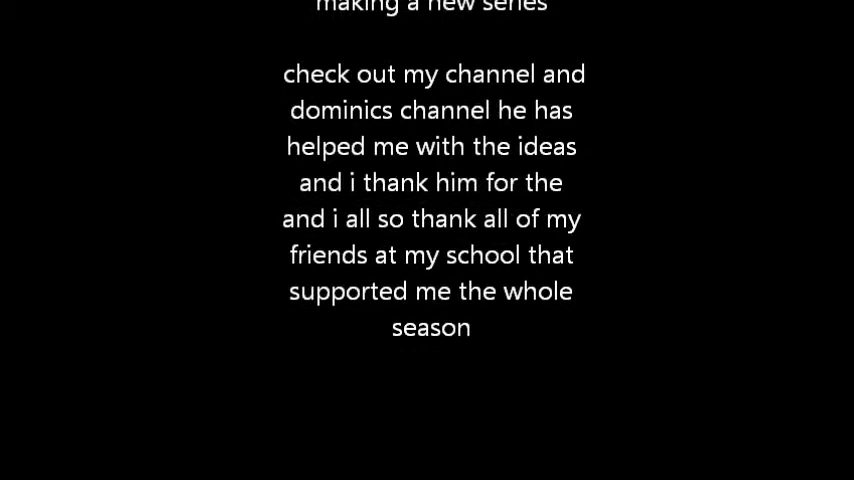 making a new series
check out my channel and
dominics channel he has
helped me with the ideas
and i thank him for the
and i all so thank all of my
friends at my school that
supported me the whole
season